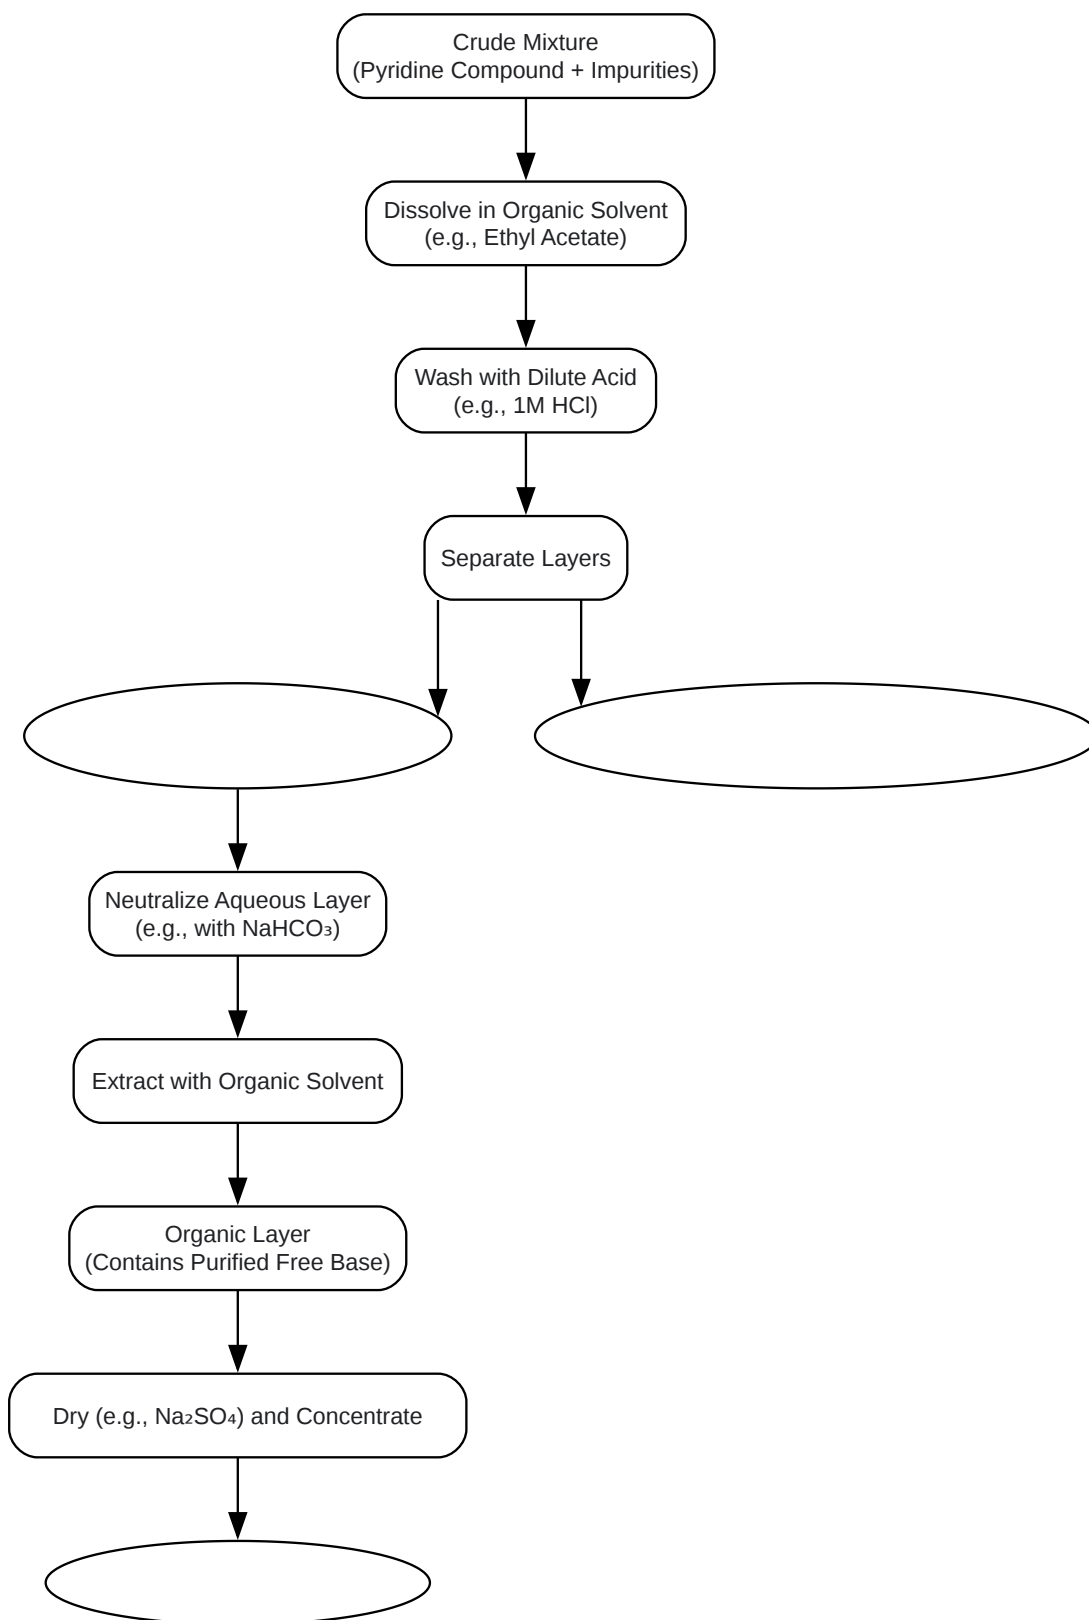 Crude Mixture
(Pyridine Compound + Impurities)
Dissolve in Organic Solvent
(e.g., Ethyl Acetate)
Wash with Dilute Acid
(e.g., 1M HCl)
Separate Layers
Neutralize Aqueous Layer
(e.g., with NaHCO₃)
Extract with Organic Solvent
Organic Layer
(Contains Purified Free Base)
Dry (e.g., Na₂SO₄) and Concentrate